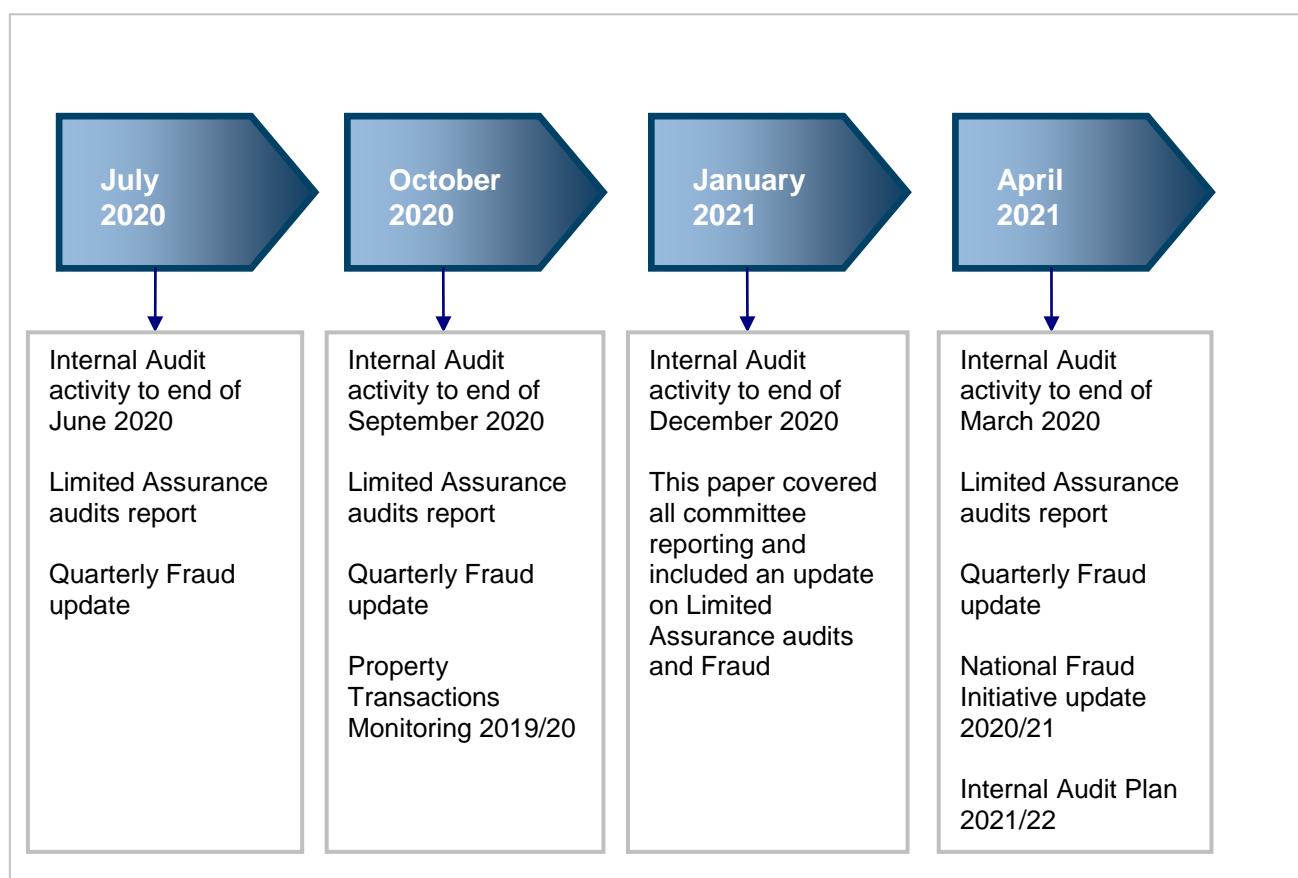 July
2020
October
2020
January
2021
April
2021
Internal Audit
activity to end of
June 2020
Limited Assurance
audits report
Quarterly Fraud
update
Internal Audit
activity to end of
September 2020
Limited Assurance
audits report
Quarterly Fraud
update
Property
Transactions
Monitoring 2019/20
Internal Audit
activity to end of
December 2020
This paper covered
all committee
reporting and
included an update
on Limited
Assurance audits
and Fraud
Internal Audit
activity to end of
March 2020
Limited Assurance
audits report
Quarterly Fraud
update
National Fraud
Initiative update
2020/21
Internal Audit Plan
2021/22